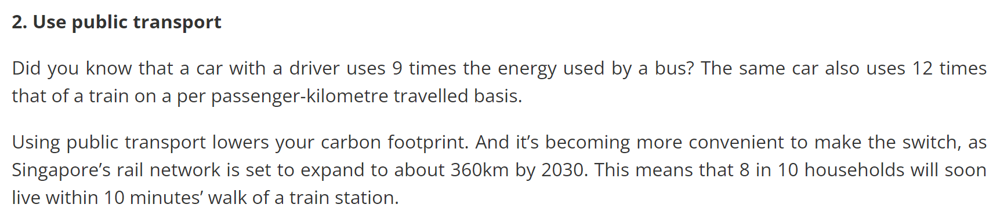 2. Use public transport
Did you know that a car with a driver uses 9 times the energy used by a bus? The same car also uses 12 times
that of a train on a per passenger-kilometre travelled basis.
Using public transport lowers your carbon footprint. And it’s becoming more convenient to make the switch, as
Singapore’s rail network is set to expand to about 360km by 2030. This means that 8 in 10 households will soon
live within 10 minutes’ walk of a train station.